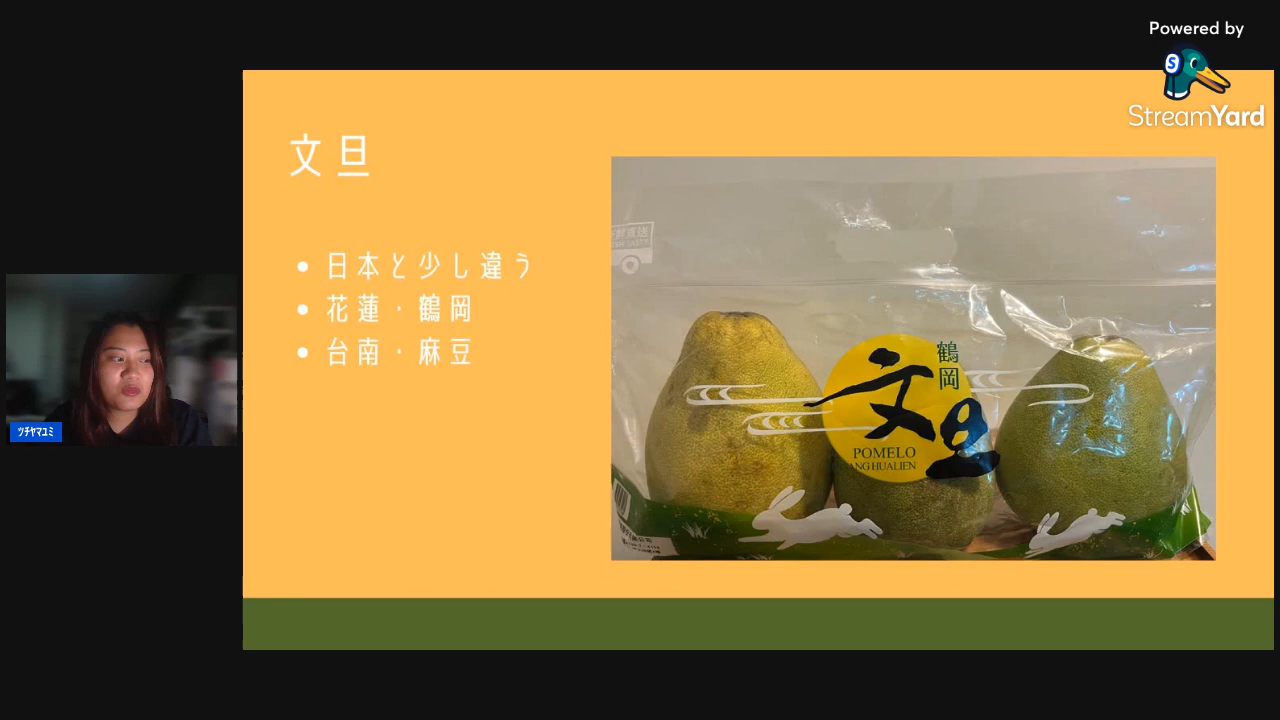 Powered by
StreamYard
文旦
日本と少し違う
花蓮・鶴岡
台南・麻豆
ツチヤマユミ
鶴岡
文旦
POMELO